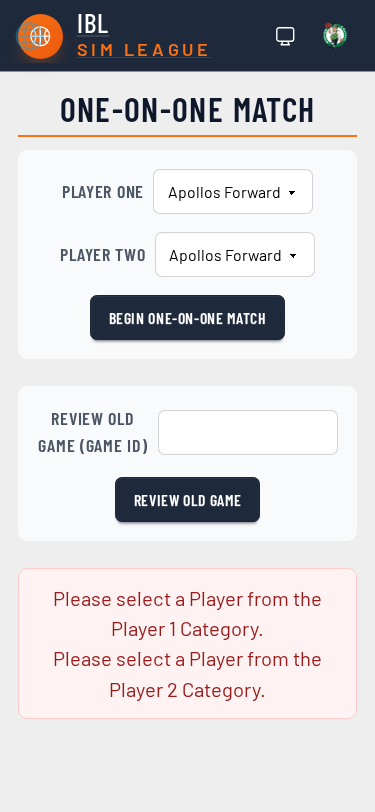 IBL
SIM LEAGUE
ONE-ON-ONE MATCH
PLAYER ONE
Apollos Forward
PLAYER TWO
Apollos Forward
BEGIN ONE-ON-ONE MATCH
REVIEW OLD
GAME (GAME ID)
REVIEW OLD GAME
Please select a Player from the
Player 1 Category.
Please select a Player from the
Player 2 Category.